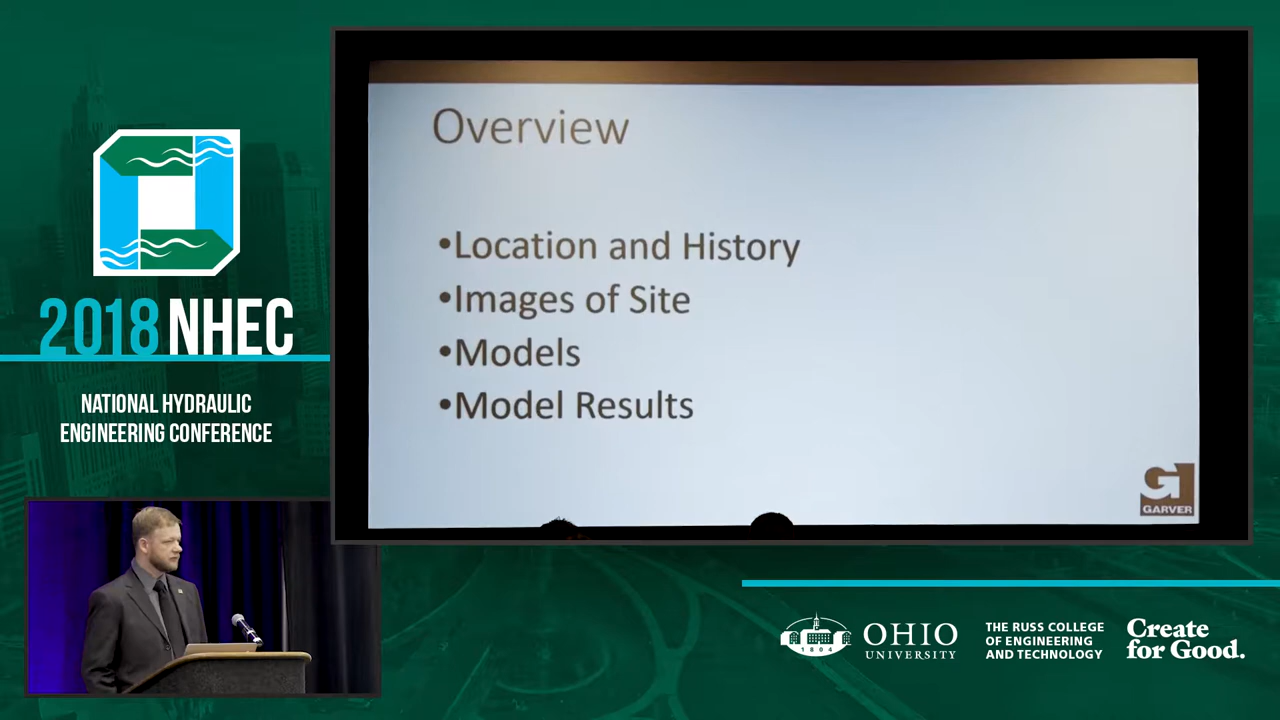 2018 NHEC
NATIONAL HYDRAULIC
ENGINEERING CONFERENCE
Overview
•Location and History
•Images of Site
•Models
•Model Results
G
GARVER
1804
OHIO
UNIVERSITY
THE RUSS COLLEGE
OF ENGINEERING
AND TECHNOLOGY
Create
for Good.